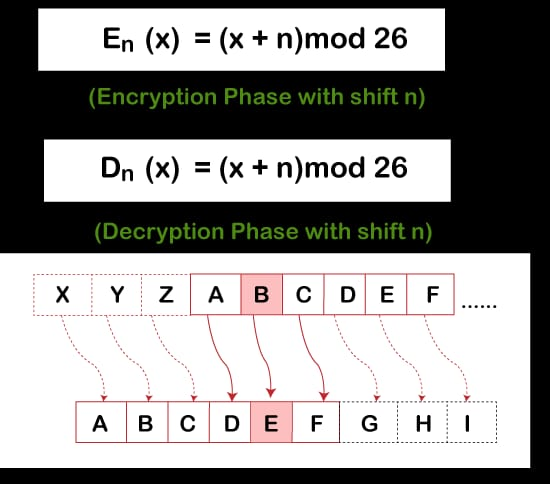 En (x) = (x + n)mod 26
(Encryption Phase with shift n)
Dn (x) = (x + n)mod 26
(Decryption Phase with shift n)
X Y Z A B C D E F ......
A B C D E F G H I